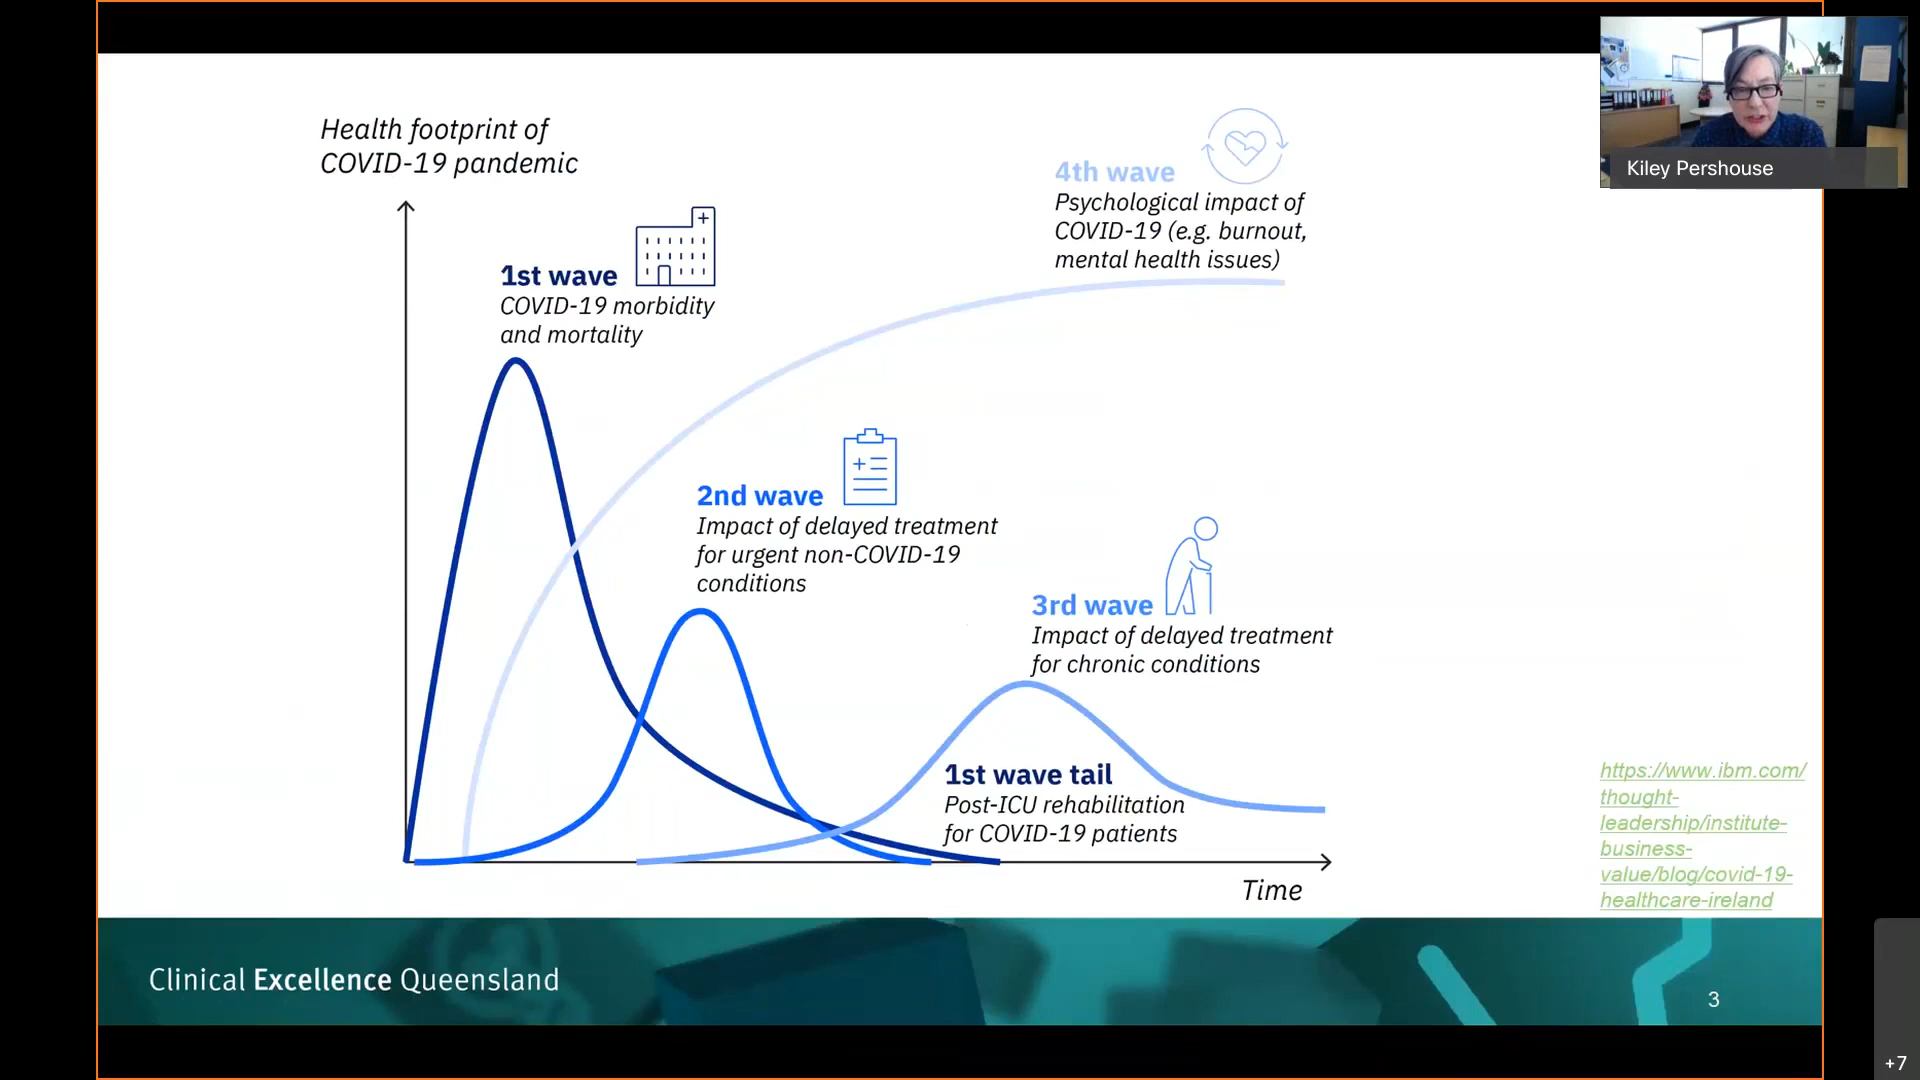 Health footprint of
COVID-19 pandemic
1st wave
COVID-19 morbidity
and mortality
4th wave
Psychological impact of
COVID-19 (e.g. burnout,
mental health issues)
2nd wave
Impact of delayed treatment
for urgent non-COVID-19
conditions
3rd wave
Impact of delayed treatment
for chronic conditions
1st wave tail
Post-ICU rehabilitation
for COVID-19 patients
Time
https://www.ibm.com/
thought-
leadership/institute-
business-
value/blog/covid-19-
healthcare-ireland
Clinical Excellence Queensland
3
Kiley Pershouse
+7